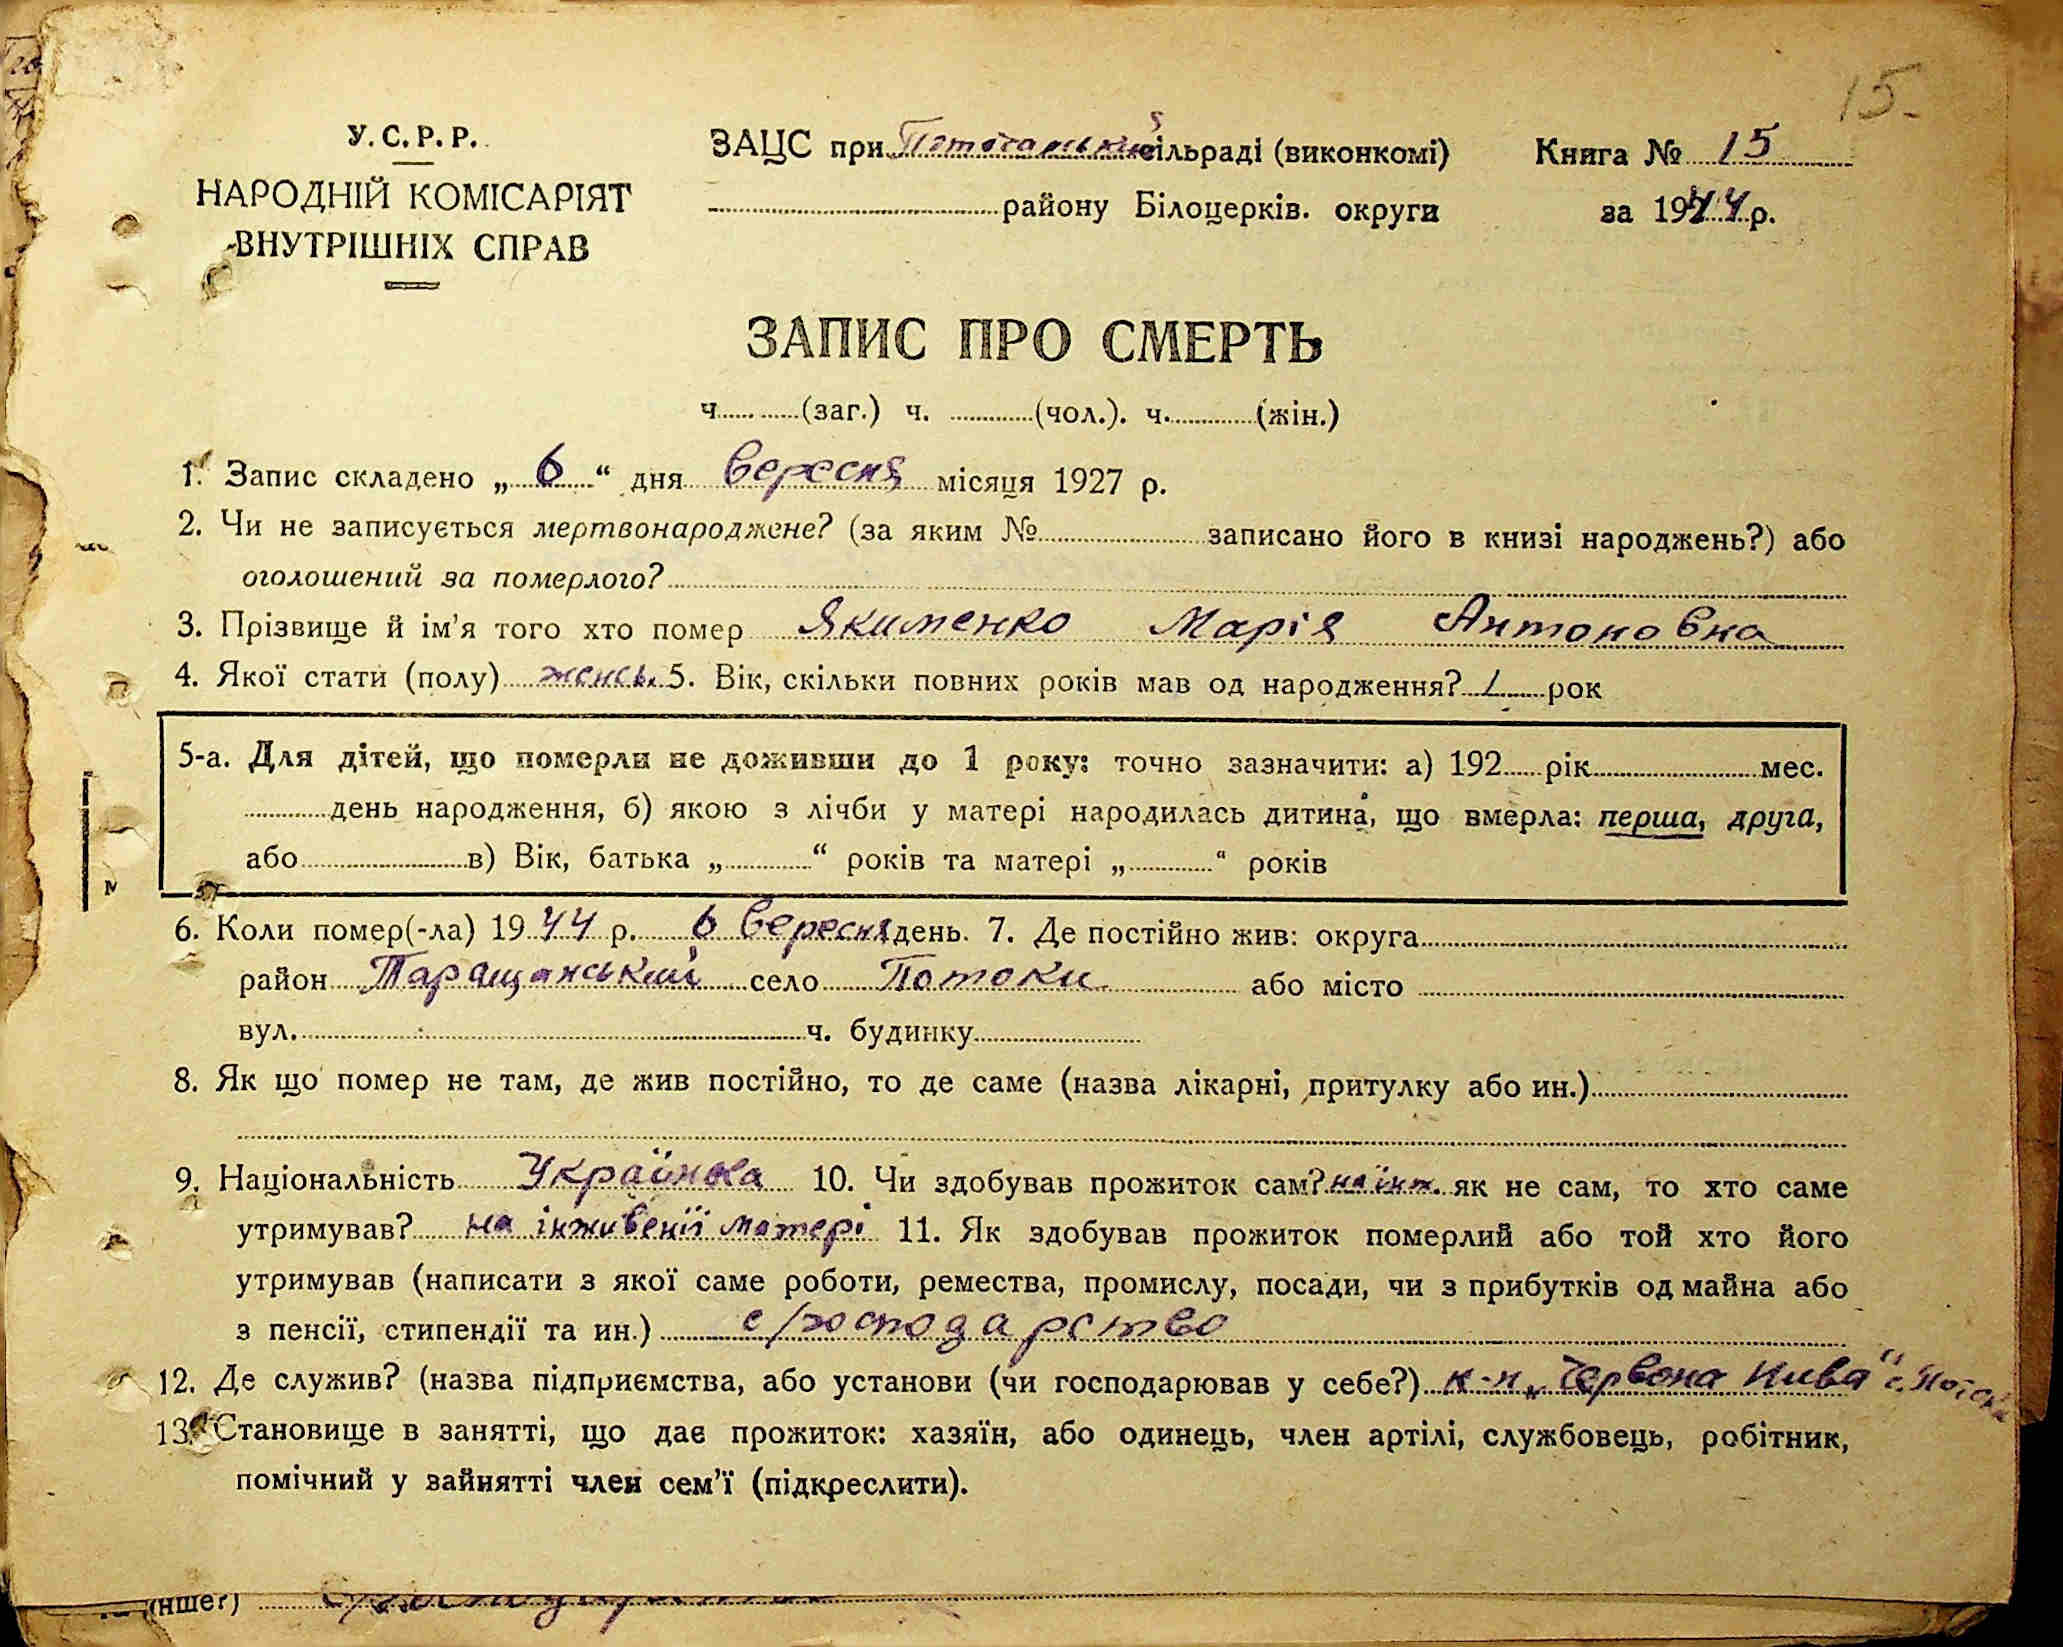 15.
У.С.Р.Р.
НАРОДНІЙ КОМІСАРІЯТ
ВНУТРІШНІХ СПРАВ
ЗАЦС при сільраді (виконкомі)
району Білоцерків. округи
Книга № 15
за 1944 р.
ЗАПИС ПРО СМЕРТЬ
ч. (заг.) ч. (чол.). ч. (жін.)
1. Запис складено „ 6 “ дня Вересня місяця 1927 р.
2. Чи не записується мертвонароджене? (за яким № записано його в книзі народжень?) або
оголошений за померлого?
3. Прізвище й ім'я того хто помер Якименко Марія Антоновна
4. Якої стати (полу) женсь. 5. Вік, скільки повних років мав од народження? 1 рок
5-а. Для дітей, що померли не доживши до 1 року: точно зазначити: а) 192 рік мес.
день народження, б) якою з лічби у матері народилась дитина, що вмерла: перша, друга,
або в) Вік, батька „ “ років та матері „ “ років
6. Коли помер(-ла) 1944 р. 6 Вересня день. 7. Де постійно жив: округа
район Таращанський село Потоки або місто
вул. ч. будинку
8. Як що помер не там, де жив постійно, то де саме (назва лікарні, притулку або ин.)
9. Національність Українка 10. Чи здобував прожиток сам? на інж. як не сам, то хто саме
утримував? на інживенії матері 11. Як здобував прожиток померлий або той хто його
утримував (написати з якої саме роботи, ремества, промислу, посади, чи з прибутків од майна або
з пенсії, стипендії та ин.) с/господарство
12. Де служив? (назва підприємства, або установи (чи господарював у себе?) к-п „Червона Нива“ с. Потоки
13. Становище в занятті, що дає прожиток: хазяїн, або одинець, член артілі, службовець, робітник,
помічний у зайнятті член сем'ї (підкреслити).
інше?)